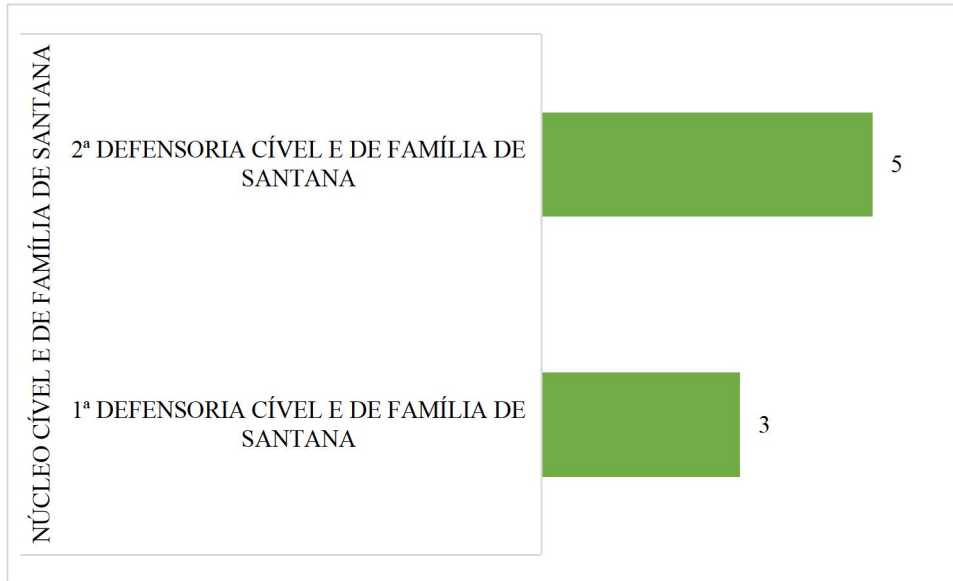 NÚCLEO CÍVEL E DE FAMÍLIA DE SANTANA
2ª DEFENSORIA CÍVEL E DE FAMÍLIA DE
SANTANA
5
1ª DEFENSORIA CÍVEL E DE FAMÍLIA DE
SANTANA
3